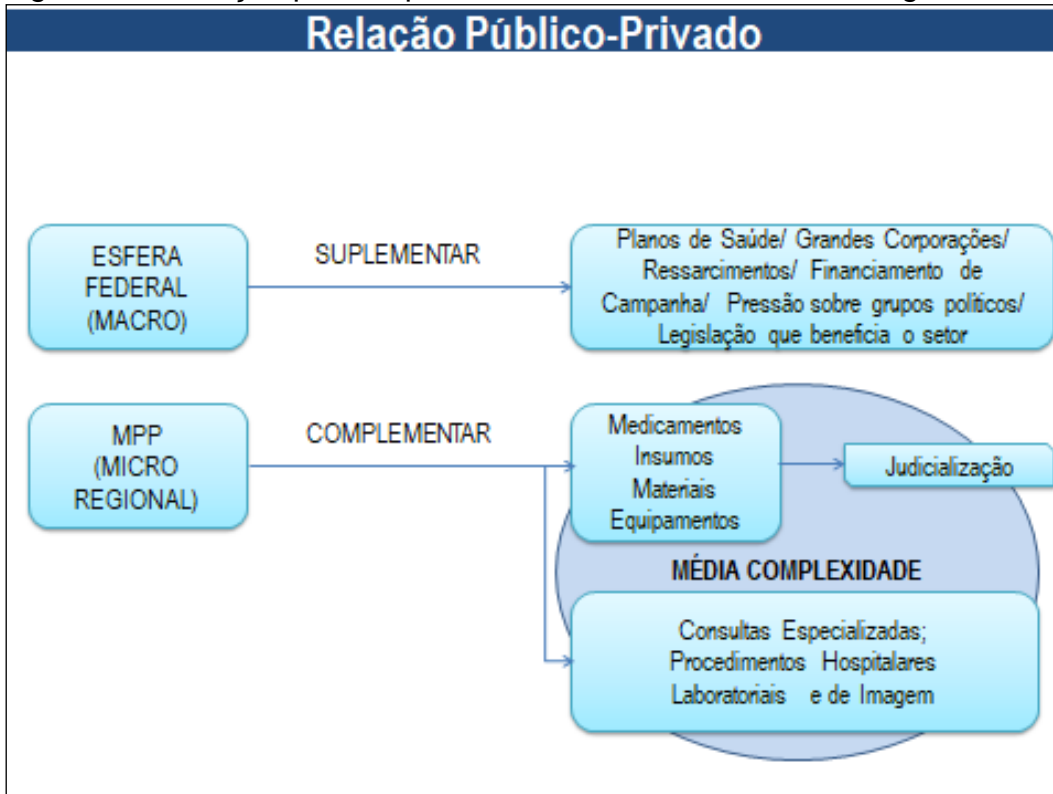 Relação Público-Privado
ESFERA
FEDERAL
(MACRO)
SUPLEMENTAR
Planos de Saúde/ Grandes Corporações/
Ressarcimentos/ Financiamento de
Campanha/ Pressão sobre grupos políticos/
Legislação que beneficia o setor
MPP
(MICRO
REGIONAL)
COMPLEMENTAR
Medicamentos
Insumos
Materiais
Equipamentos
Judicialização
MÉDIA COMPLEXIDADE
Consultas Especializadas;
Procedimentos Hospitalares
Laboratoriais e de Imagem